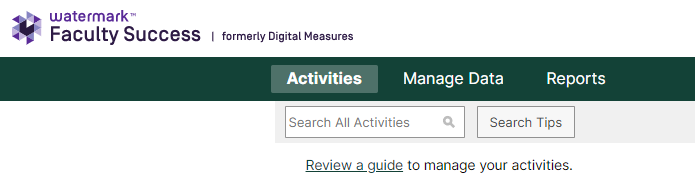 watermark™
Faculty Success | formerly Digital Measures
Activities Manage Data Reports
Search All Activities Search Tips
Review a guide to manage your activities.